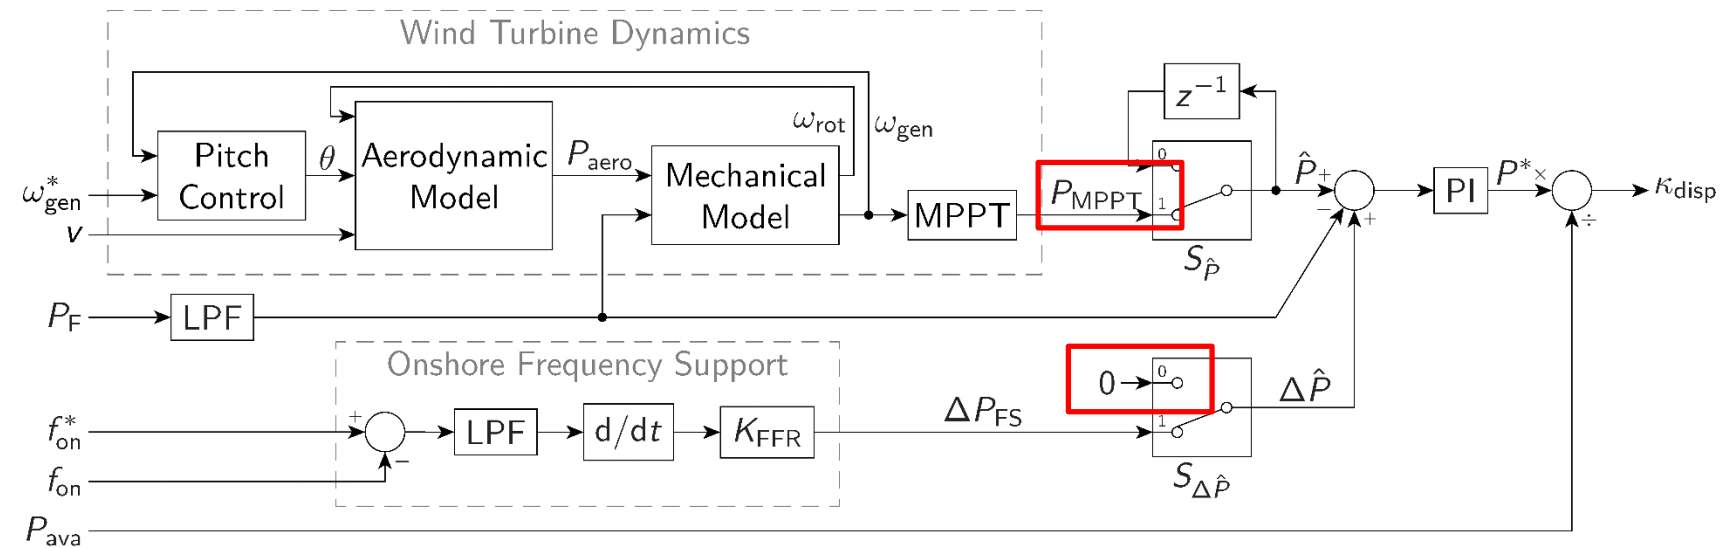 Wind Turbine Dynamics
z⁻¹
ω_rot ω_gen
Pitch Control
θ
Aerodynamic Model
P_aero
Mechanical Model
MPPT
P_MPPT
0
1
S_P̂
P̂ +
−
+
PI
P* ×
÷
κ_disp
ω*_gen
v
P_F
LPF
Onshore Frequency Support
f*_on
+
−
LPF
d/dt
K_FFR
ΔP_FS
0
0
1
ΔP̂
S_ΔP̂
f_on
P_ava